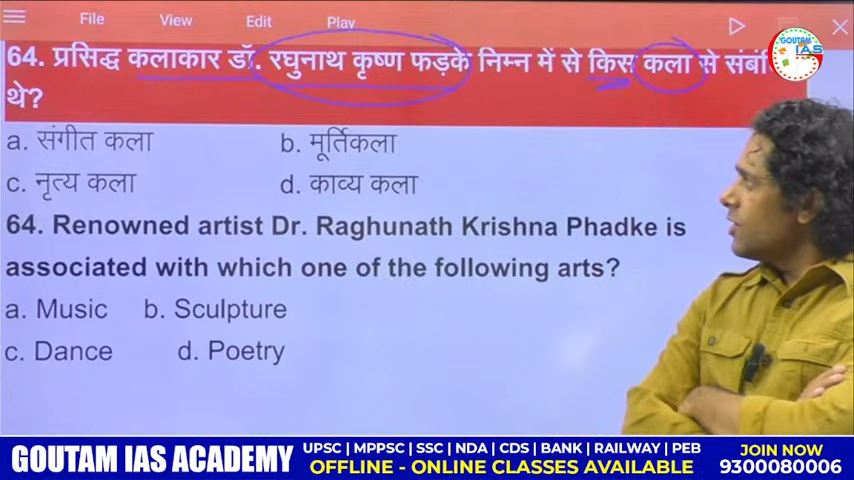 File View Edit Play
GOUTAM
IAS
64. प्रसिद्ध कलाकार डॉ. रघुनाथ कृष्ण फड़के निम्न में से किस कला से
थे?
a. संगीत कला b. मूर्तिकला
c. नृत्य कला d. काव्य कला
64. Renowned artist Dr. Raghunath Krishna Phadke is
associated with which one of the following arts?
a. Music b. Sculpture
c. Dance d. Poetry
GOUTAM IAS ACADEMY
UPSC | MPPSC | SSC | NDA | CDS | BANK | RAILWAY | PEB
OFFLINE - ONLINE CLASSES AVAILABLE
JOIN NOW
9300080006